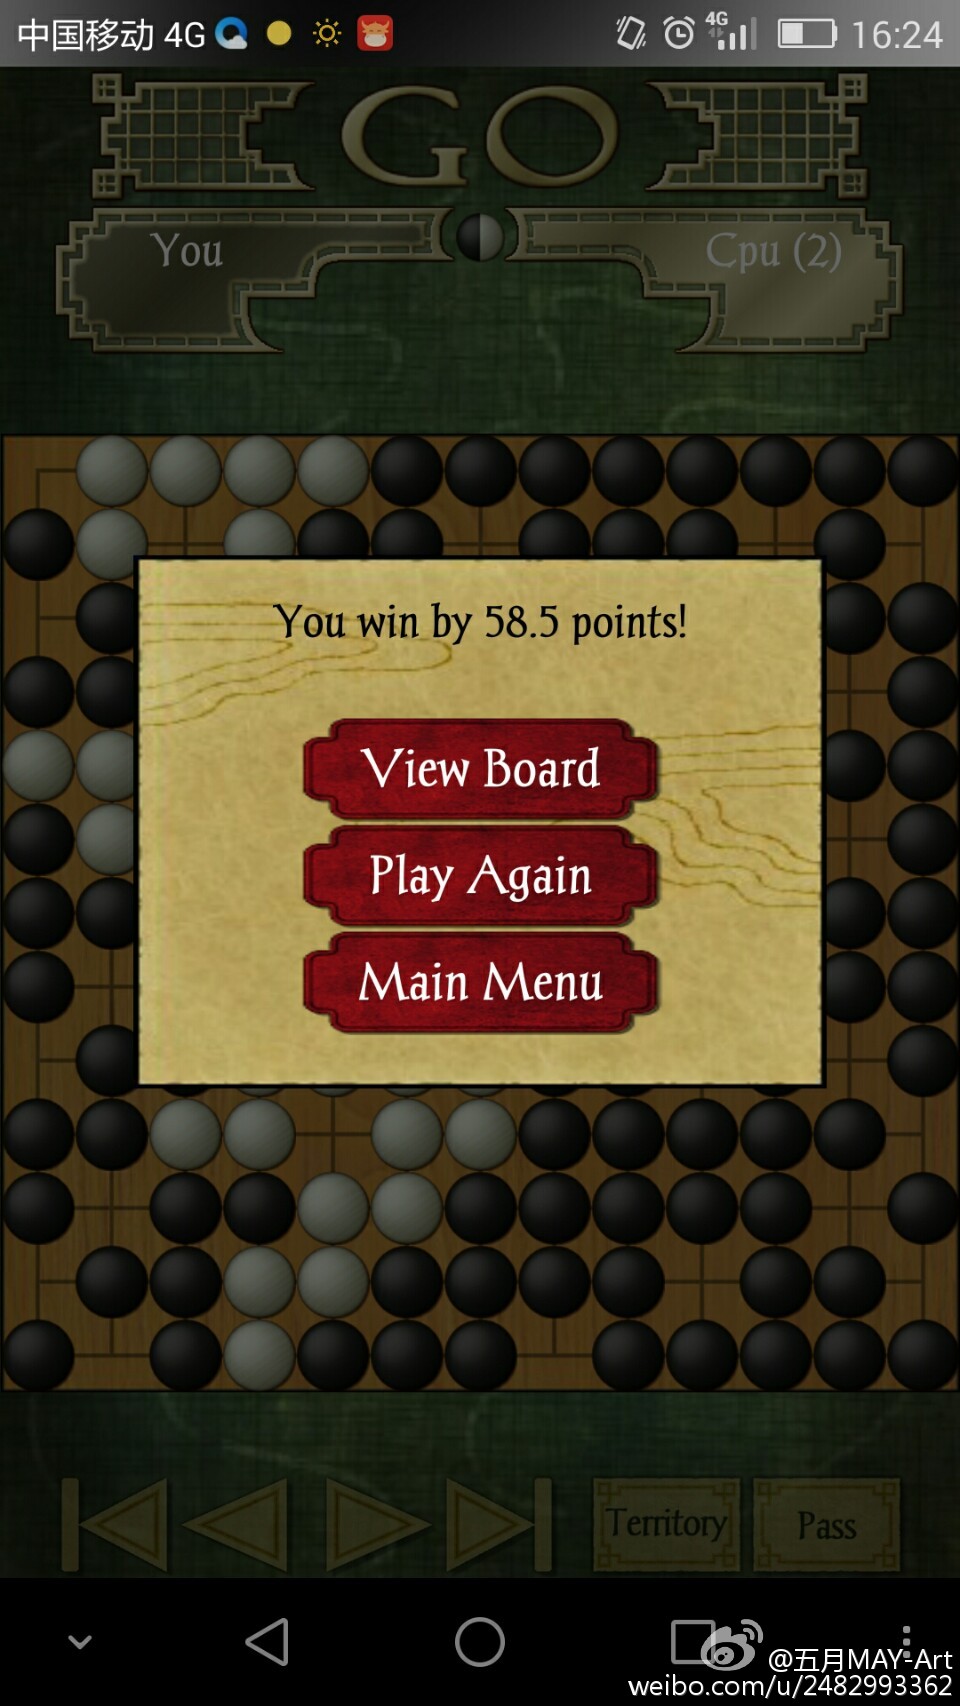 中国移动 4G 4G 16:24
GO
You Cpu (2)
You win by 58.5 points!
View Board
Play Again
Main Menu
Territory Pass
@五月MAY-Art
weibo.com/u/2482993362